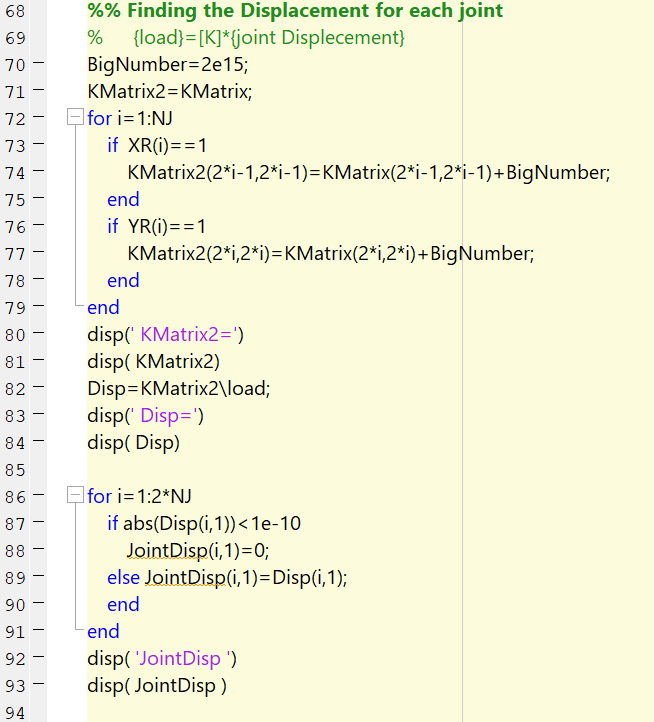 68 %% Finding the Displacement for each joint
69 % {load}=[K]*{joint Displecement}
70 BigNumber=2e15;
71 KMatrix2=KMatrix;
72 for i=1:NJ
73 if XR(i)==1
74 KMatrix2(2*i-1,2*i-1)=KMatrix(2*i-1,2*i-1)+BigNumber;
75 end
76 if YR(i)==1
77 KMatrix2(2*i,2*i)=KMatrix(2*i,2*i)+BigNumber;
78 end
79 end
80 disp(' KMatrix2=')
81 disp( KMatrix2)
82 Disp=KMatrix2\load;
83 disp(' Disp=')
84 disp( Disp)
85
86 for i=1:2*NJ
87 if abs(Disp(i,1))<1e-10
88 JointDisp(i,1)=0;
89 else JointDisp(i,1)=Disp(i,1);
90 end
91 end
92 disp( 'JointDisp ')
93 disp( JointDisp )
94